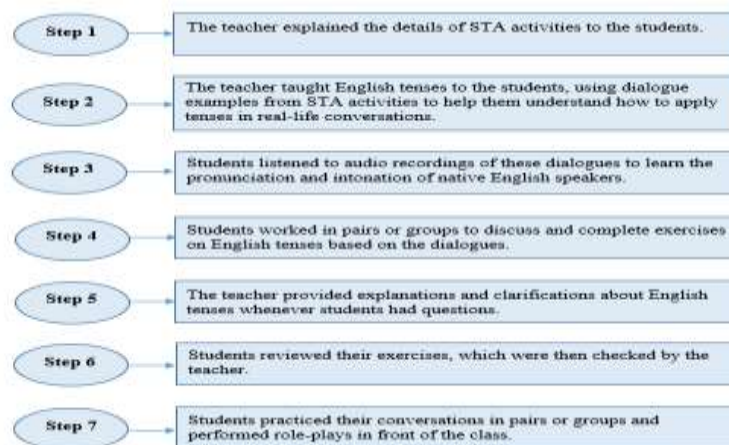 Step 1
The teacher explained the details of STA activities to the students.
Step 2
The teacher taught English tenses to the students, using dialogue
examples from STA activities to help them understand how to apply
tenses in real-life conversations.
Step 3
Students listened to audio recordings of these dialogues to learn the
pronunciation and intonation of native English speakers.
Step 4
Students worked in pairs or groups to discuss and complete exercises
on English tenses based on the dialogues.
Step 5
The teacher provided explanations and clarifications about English
tenses whenever students had questions.
Step 6
Students reviewed their exercises, which were then checked by the
teacher.
Step 7
Students practiced their conversations in pairs or groups and
performed role-plays in front of the class.